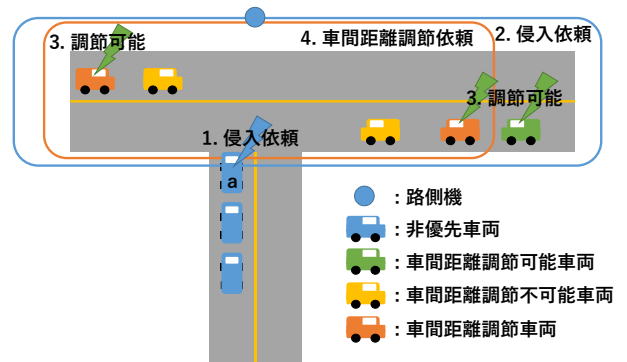 3. 調節可能
4. 車間距離調節依頼
2. 侵入依頼
3. 調節可能
1. 侵入依頼
a
: 路側機
: 非優先車両
: 車間距離調節可能車両
: 車間距離調節不可能車両
: 車間距離調節車両